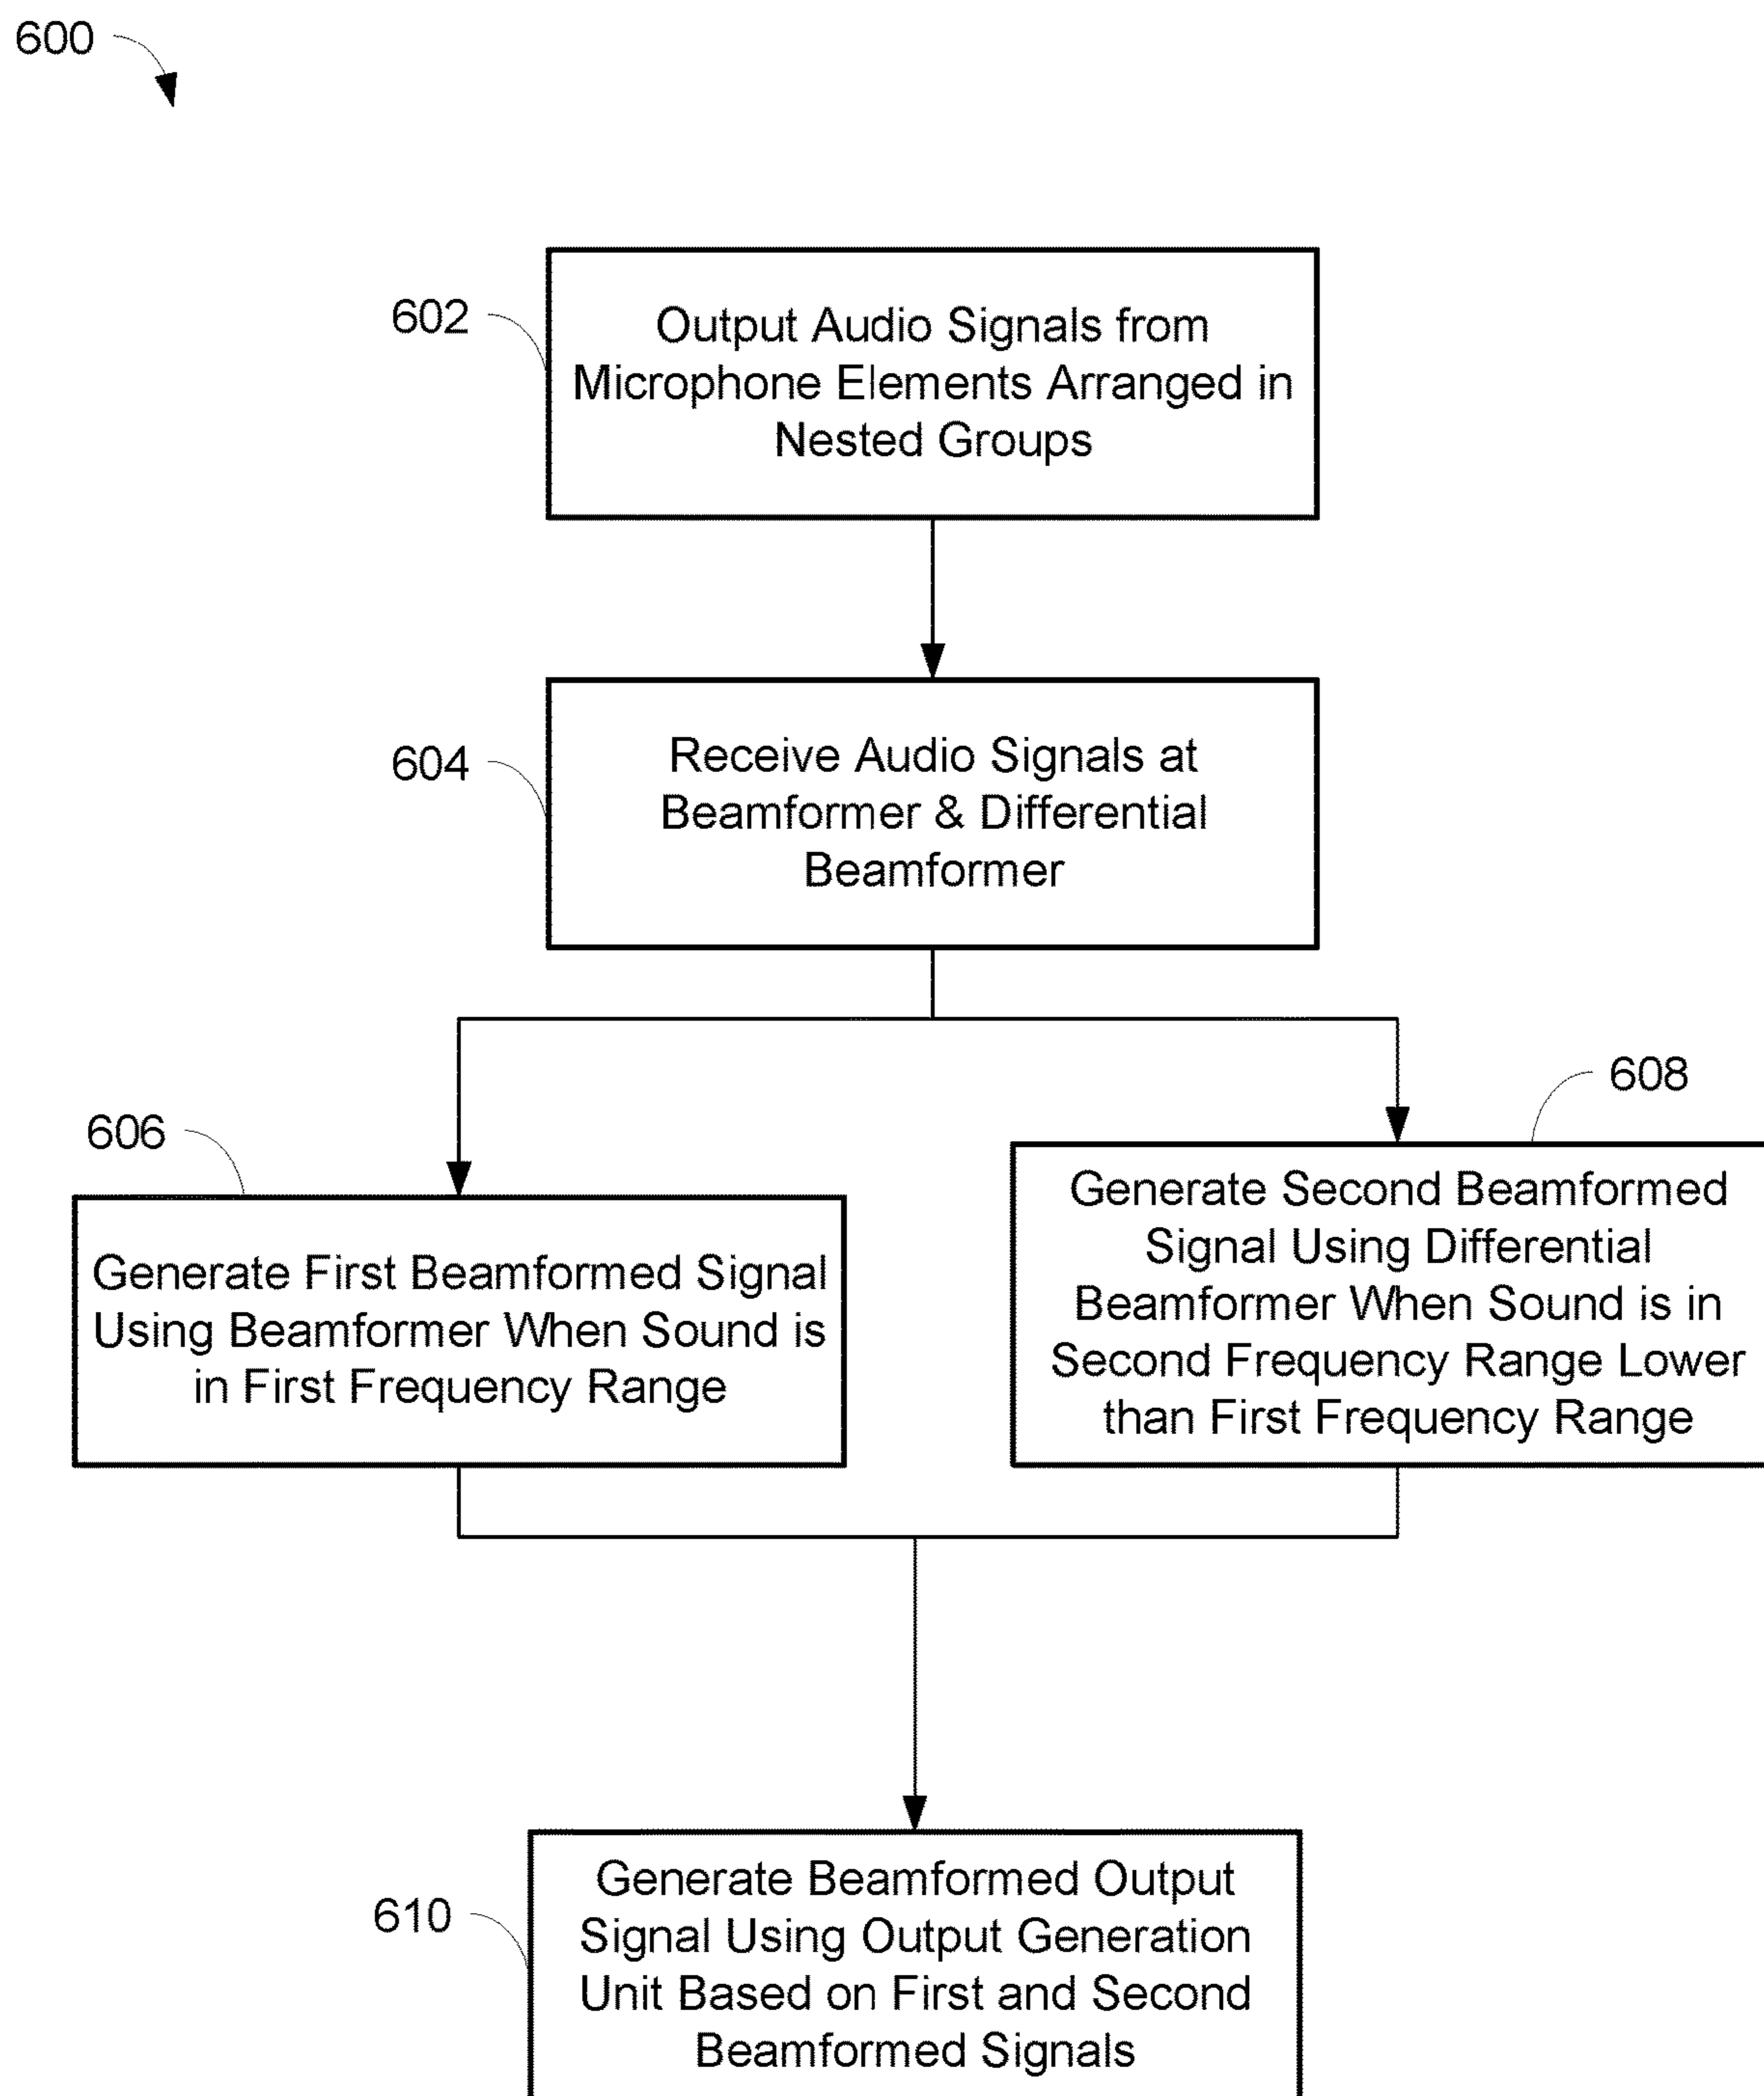 600
602
Output Audio Signals from
Microphone Elements Arranged in
Nested Groups
604
Receive Audio Signals at
Beamformer & Differential
Beamformer
606
Generate First Beamformed Signal
Using Beamformer When Sound is
in First Frequency Range
608
Generate Second Beamformed
Signal Using Differential
Beamformer When Sound is in
Second Frequency Range Lower
than First Frequency Range
610
Generate Beamformed Output
Signal Using Output Generation
Unit Based on First and Second
Beamformed Signals